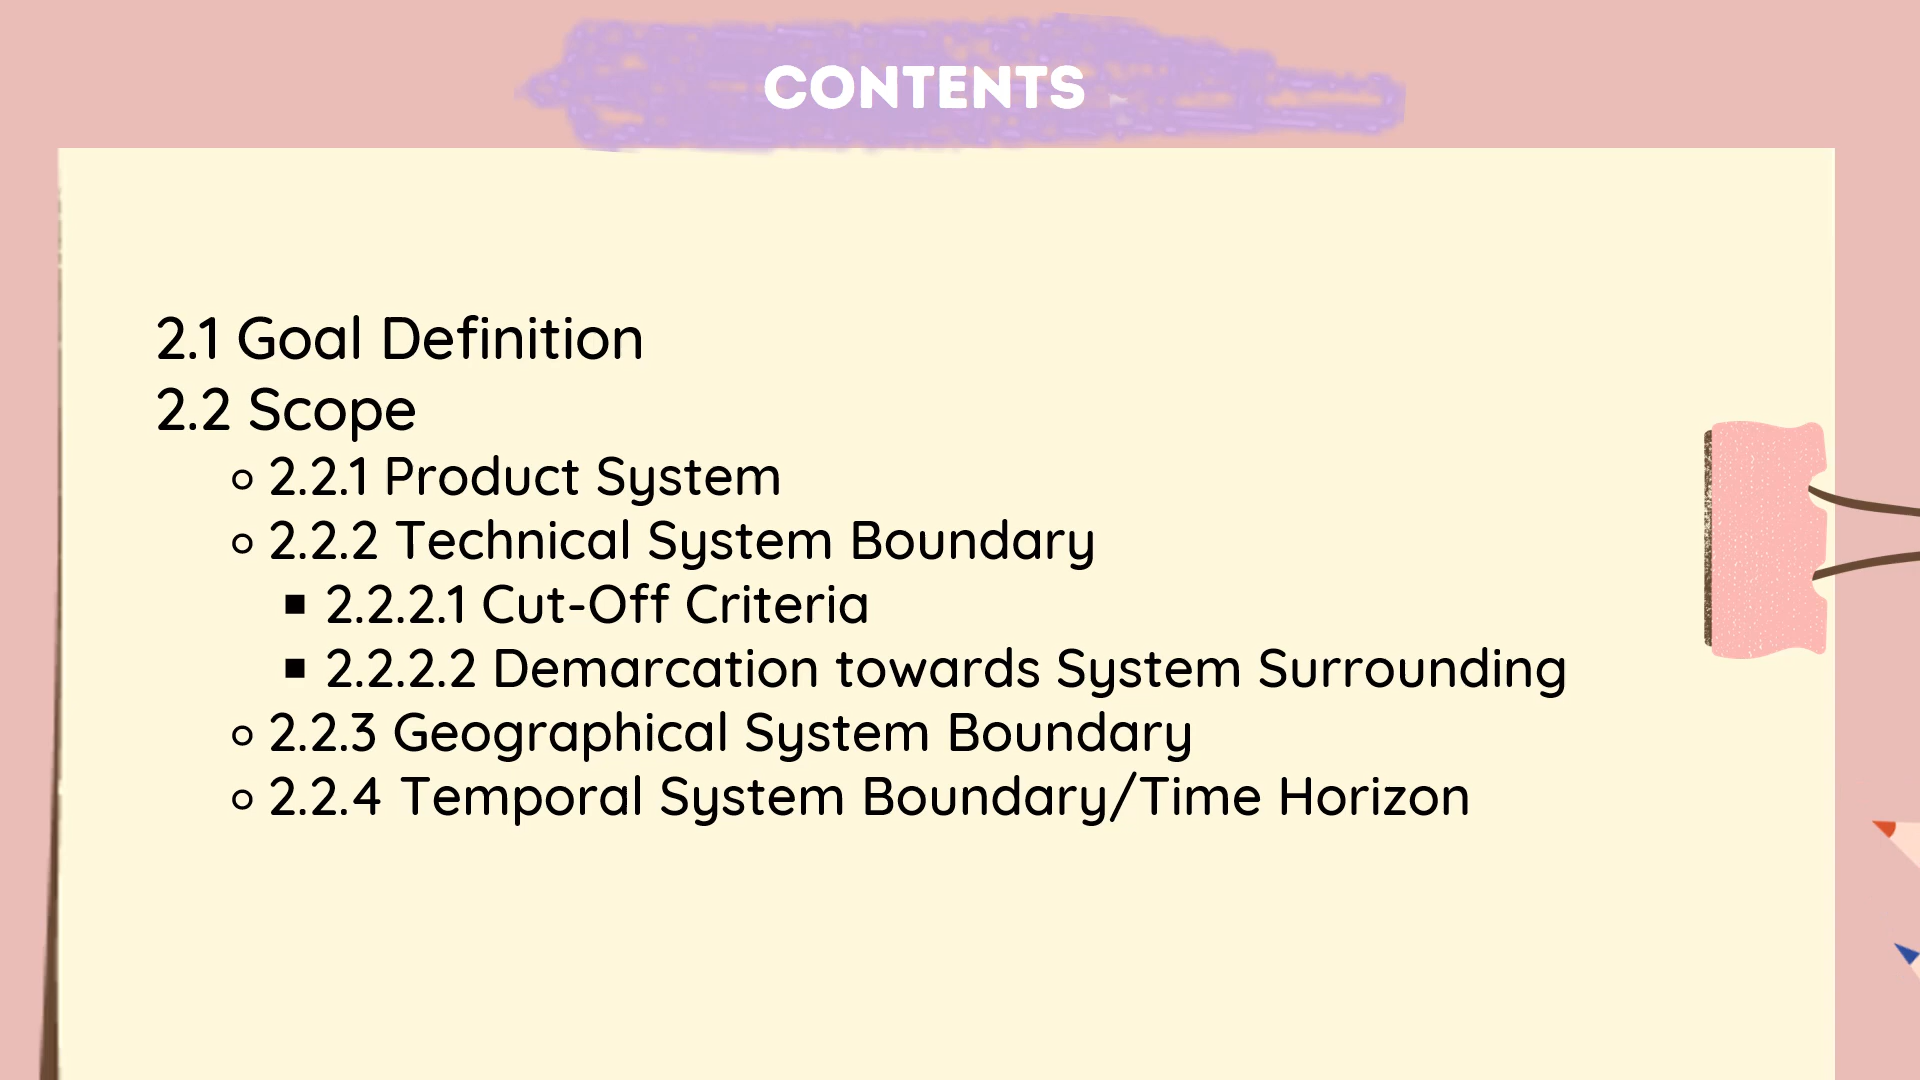 CONTENTS
2.1 Goal Definition
2.2 Scope
2.2.1 Product System
2.2.2 Technical System Boundary
2.2.2.1 Cut-Off Criteria
2.2.2.2 Demarcation towards System Surrounding
2.2.3 Geographical System Boundary
2.2.4 Temporal System Boundary/Time Horizon